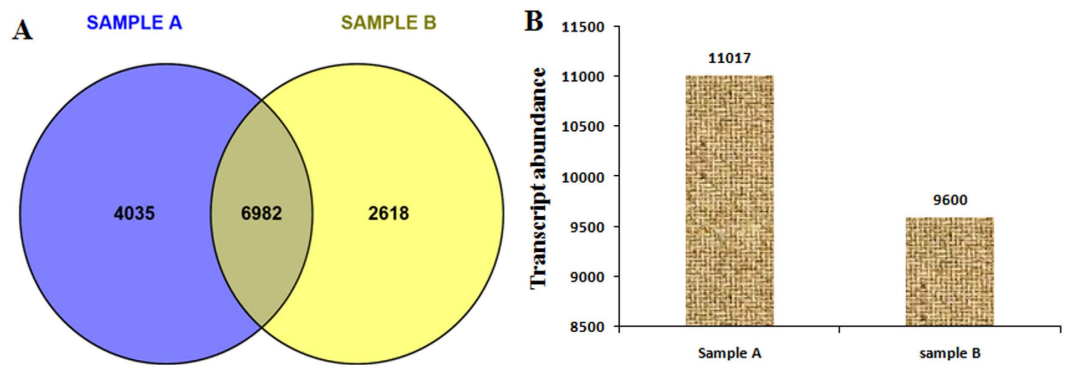 A
SAMPLE A
SAMPLE B
4035
6982
2618
B
Transcript abundance
11500
11000
10500
10000
9500
9000
8500
11017
9600
Sample A
sample B